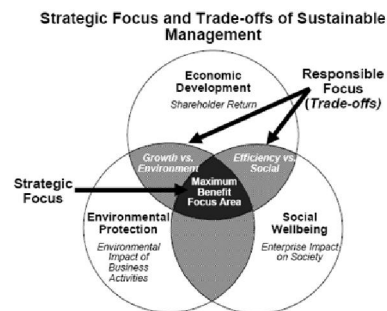 Strategic Focus and Trade-offs of Sustainable
Management
Economic
Development
Shareholder Return
Responsible
Focus
(Trade-offs)
Growth vs.
Environment
Efficiency vs.
Social
Strategic
Focus
Maximum
Benefit
Focus Area
Environmental
Protection
Environmental
Impact of
Business
Activities
Social
Wellbeing
Enterprise Impact
on Society